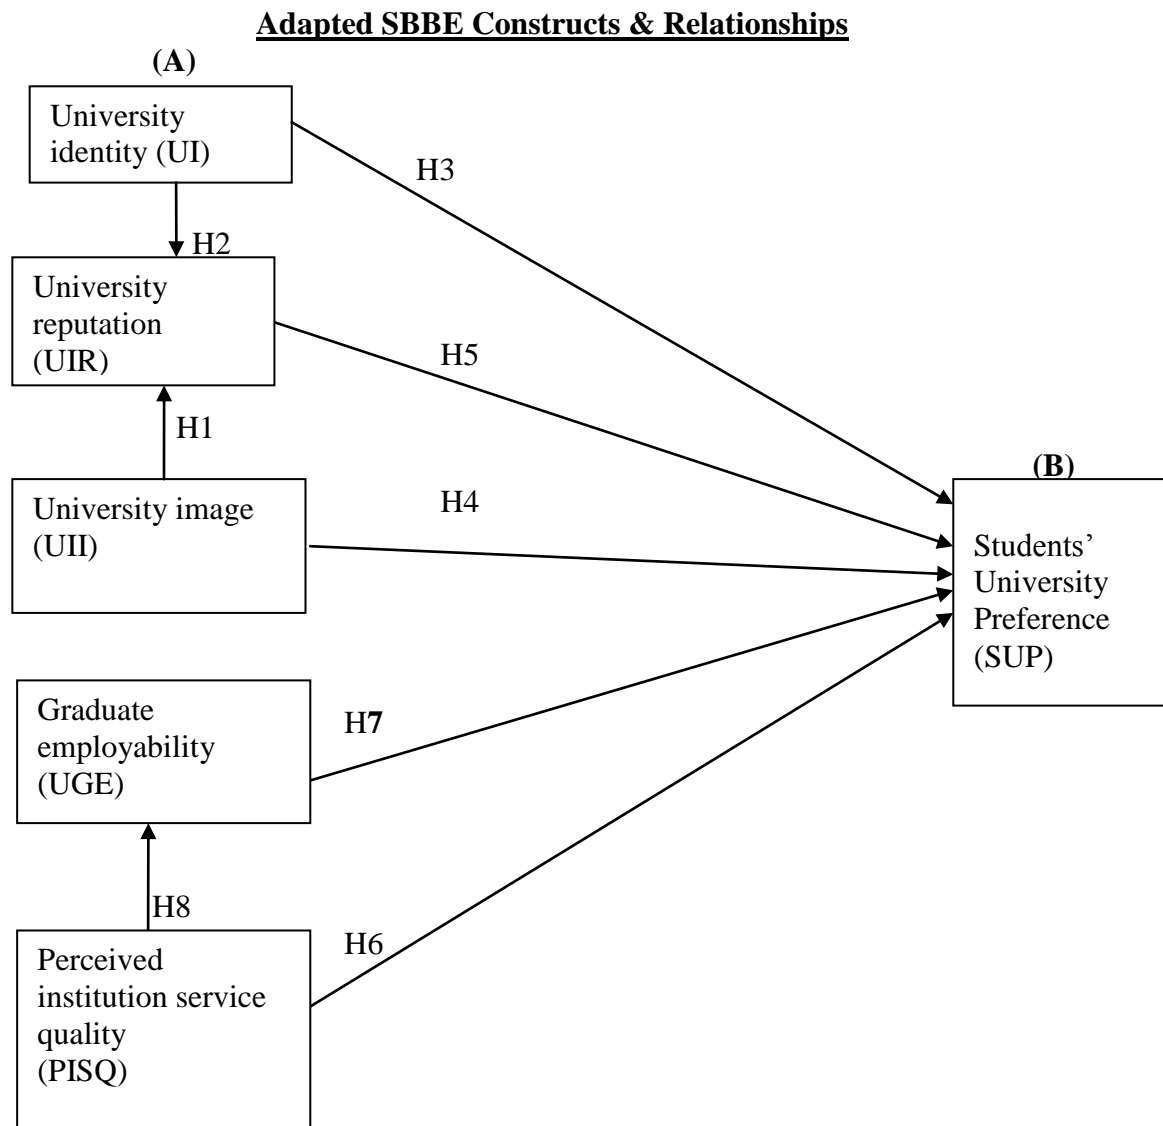 Adapted SBBE Constructs & Relationships
(A)
University
identity (UI)
H3
H2
University
reputation
(UIR)
H5
H1
(B)
University image
(UII)
H4
Students’
University
Preference
(SUP)
Graduate
employability
(UGE)
H7
H8
Perceived
institution service
quality
(PISQ)
H6